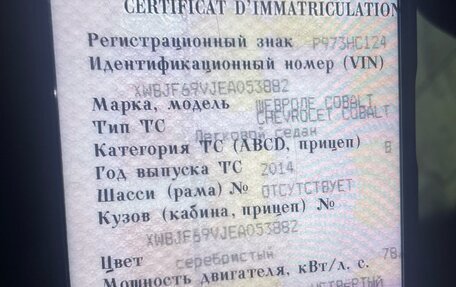 CERTIFICAT D'IMMATRICULATION
Регистрационный знак Р973НС124
Идентификационный номер (VIN)
XWBJF69VJEA053882
Марка, модель ШЕВРОЛЕ COBALT
CHEVROLET COBALT
Тип ТС Легковой седан
Категория ТС (ABCD, прицеп) B
Год выпуска ТС 2014
Шасси (рама) № ОТСУТСТВУЕТ
Кузов (кабина, прицеп) №
XWBJF69VJEA053882
Цвет серебристый
Мощность двигателя, кВт/л. с. 78
ЧЕТВЕРТЫЙ